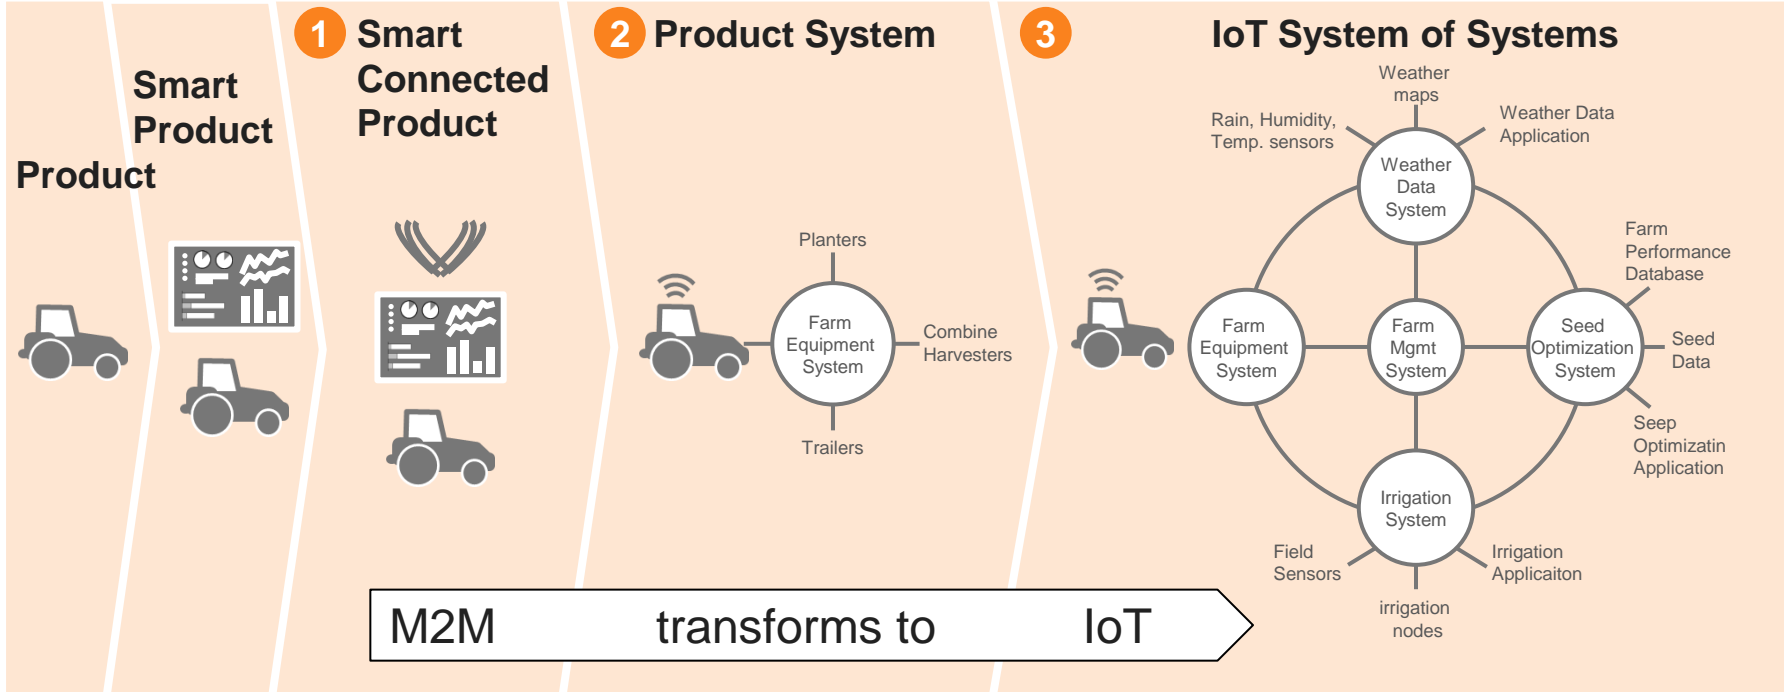 Product
Smart
Product
1
Smart
Connected
Product
2
Product System
Planters
Farm
Equipment
System
Combine
Harvesters
Trailers
3
IoT System of Systems
Weather
maps
Rain, Humidity,
Temp. sensors
Weather Data
Application
Weather
Data
System
Farm
Performance
Database
Farm
Equipment
System
Farm
Mgmt
System
Seed
Optimization
System
Seed
Data
Seep
Optimizatin
Application
Irrigation
System
Field
Sensors
Irrigation
Applicaiton
irrigation
nodes
M2M transforms to IoT